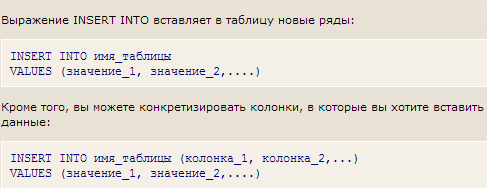 Выражение INSERT INTO вставляет в таблицу новые ряды:
INSERT INTO имя_таблицы
VALUES (значение_1, значение_2,....)
Кроме того, вы можете конкретизировать колонки, в которые вы хотите вставить
данные:
INSERT INTO имя_таблицы (колонка_1, колонка_2,...)
VALUES (значение_1, значение_2,....)